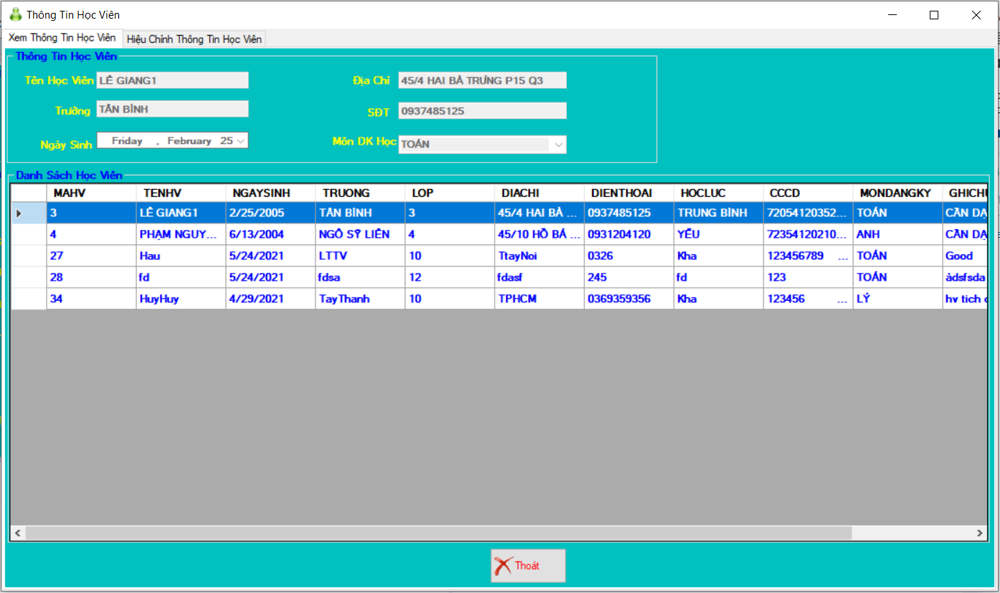 Thông Tin Học Viên
Xem Thông Tin Học Viên Hiệu Chỉnh Thông Tin Học Viên
Thông Tin Học Viên
Tên Học Viên LÊ GIANG1 Địa Chỉ 45/4 HAI BÀ TRƯNG P15 Q3
Trường TÂN BÌNH SĐT 0937485125
Ngày Sinh Friday , February 25 Môn DK Học TOÁN
Danh Sách Học Viên
MAHV TENHV NGAYSINH TRUONG LOP DIACHI DIENTHOAI HOCLUC CCCD MONDANGKY GHICHU
3 LÊ GIANG1 2/25/2005 TÂN BÌNH 3 45/4 HAI BÀ ... 0937485125 TRUNG BÌNH 72054120352... TOÁN CẦN DẠ
4 PHẠM NGUY... 6/13/2004 NGÔ SỸ LIÊN 4 45/10 HỒ BÁ ... 0931204120 YẾU 72354120210... ANH CẦN DẠ
27 Hau 5/24/2021 LTTV 10 TtayNoi 0326 Kha 123456789 ... TOÁN Good
28 fd 5/24/2021 fdsa 12 fdasf 245 fd 123 TOÁN àdsfsda
34 HuyHuy 4/29/2021 TayThanh 10 TPHCM 0369359356 Kha 123456 ... LÝ hv tich
Thoát